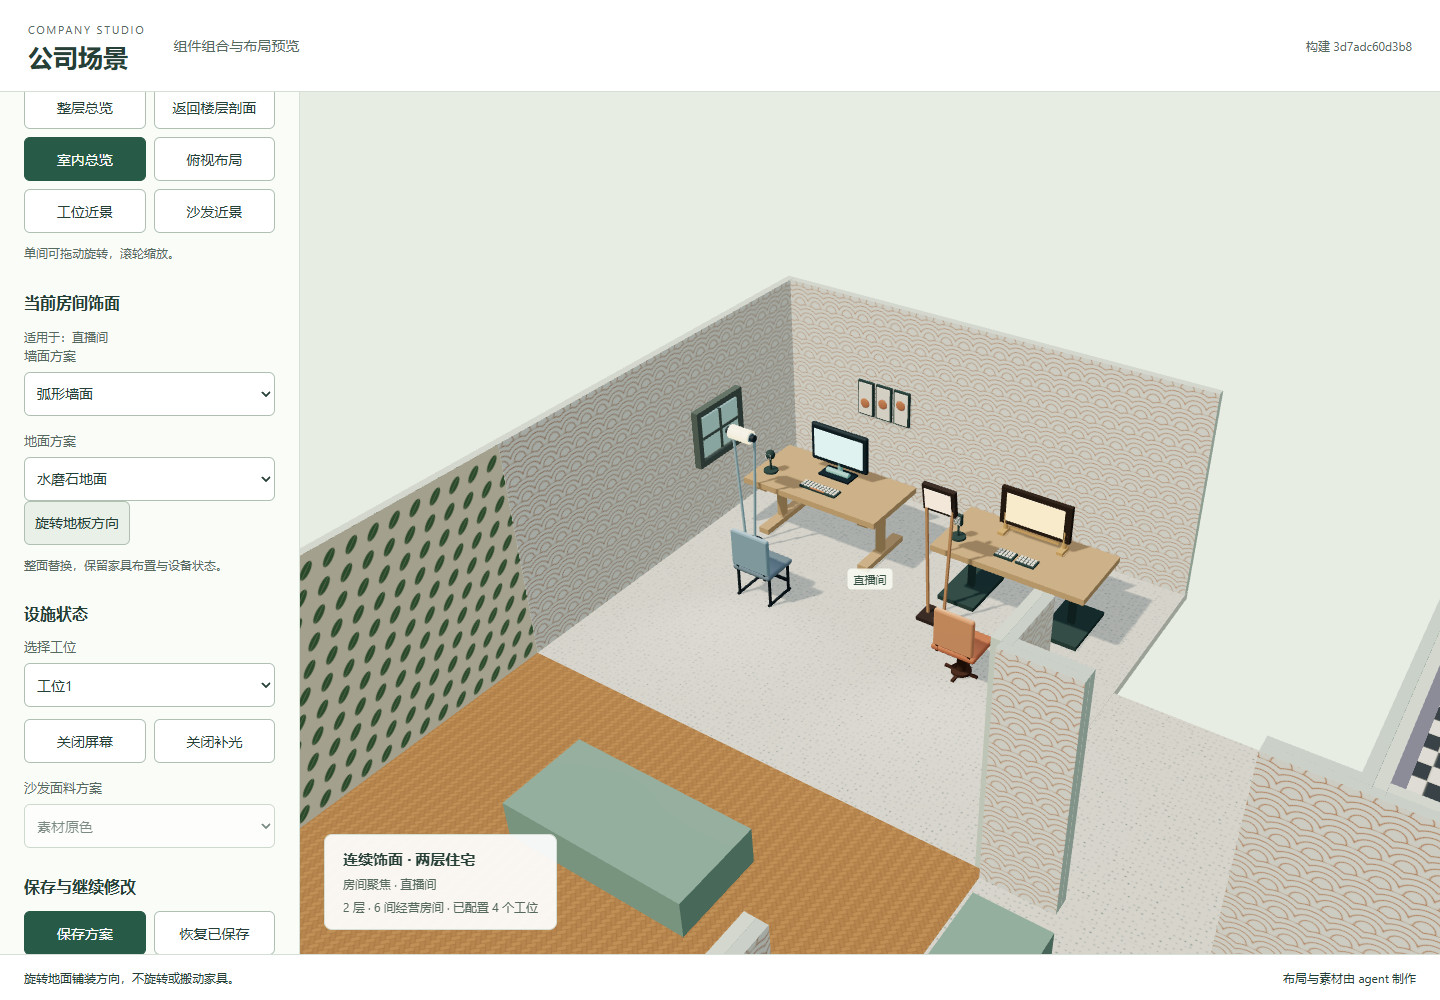 COMPANY STUDIO
公司场景
组件组合与布局预览
构建 3d7adc60d3b8
整层总览
返回楼层剖面
室内总览
俯视布局
工位近景
沙发近景
单间可拖动旋转，滚轮缩放。
当前房间饰面
适用于：直播间
墙面方案
弧形墙面
地面方案
水磨石地面
旋转地板方向
整面替换，保留家具布置与设备状态。
设施状态
选择工位
工位1
关闭屏幕
关闭补光
沙发面料方案
素材原色
保存与继续修改
保存方案
恢复已保存
直播间
连续饰面 · 两层住宅
房间聚焦 · 直播间
2 层 · 6 间经营房间 · 已配置 4 个工位
旋转地面铺装方向，不旋转或搬动家具。
布局与素材由 agent 制作